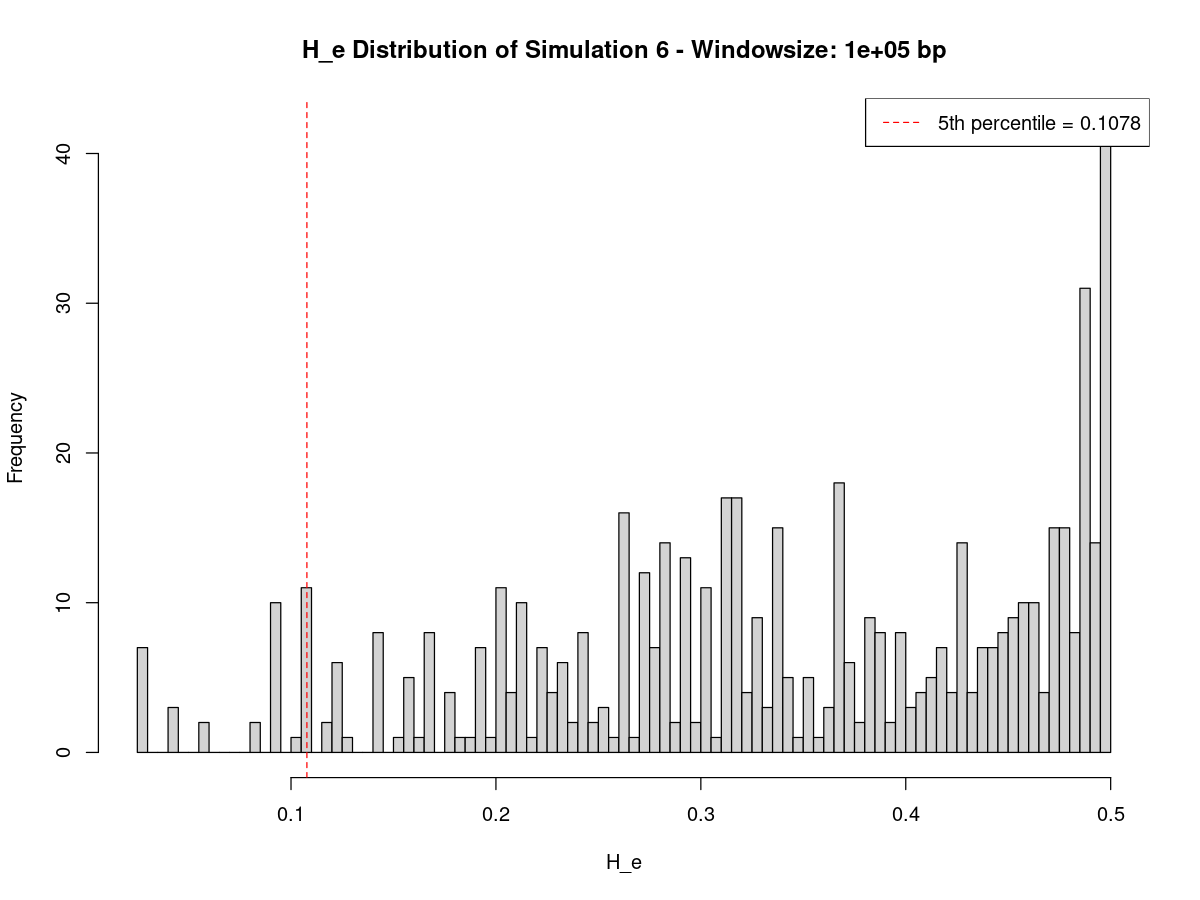 H_e Distribution of Simulation 6 - Windowsize: 1e+05 bp
5th percentile = 0.1078
40
30
20
10
0
Frequency
0.1 0.2 0.3 0.4 0.5
H_e